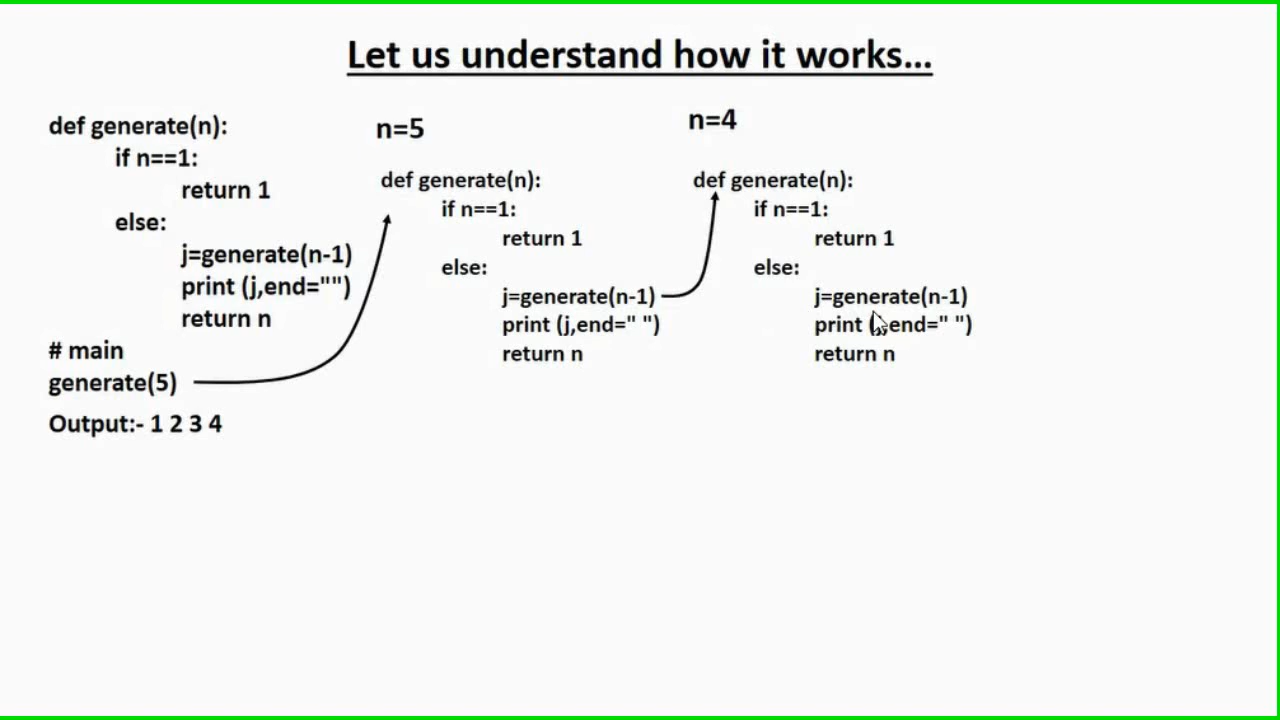 Let us understand how it works...
def generate(n):
if n==1:
return 1
else:
j=generate(n-1)
print (j,end="")
return n
# main
generate(5)
Output:- 1 2 3 4
n=5
def generate(n):
if n==1:
return 1
else:
j=generate(n-1)
print (j,end=" ")
return n
n=4
def generate(n):
if n==1:
return 1
else:
j=generate(n-1)
print (j,end=" ")
return n